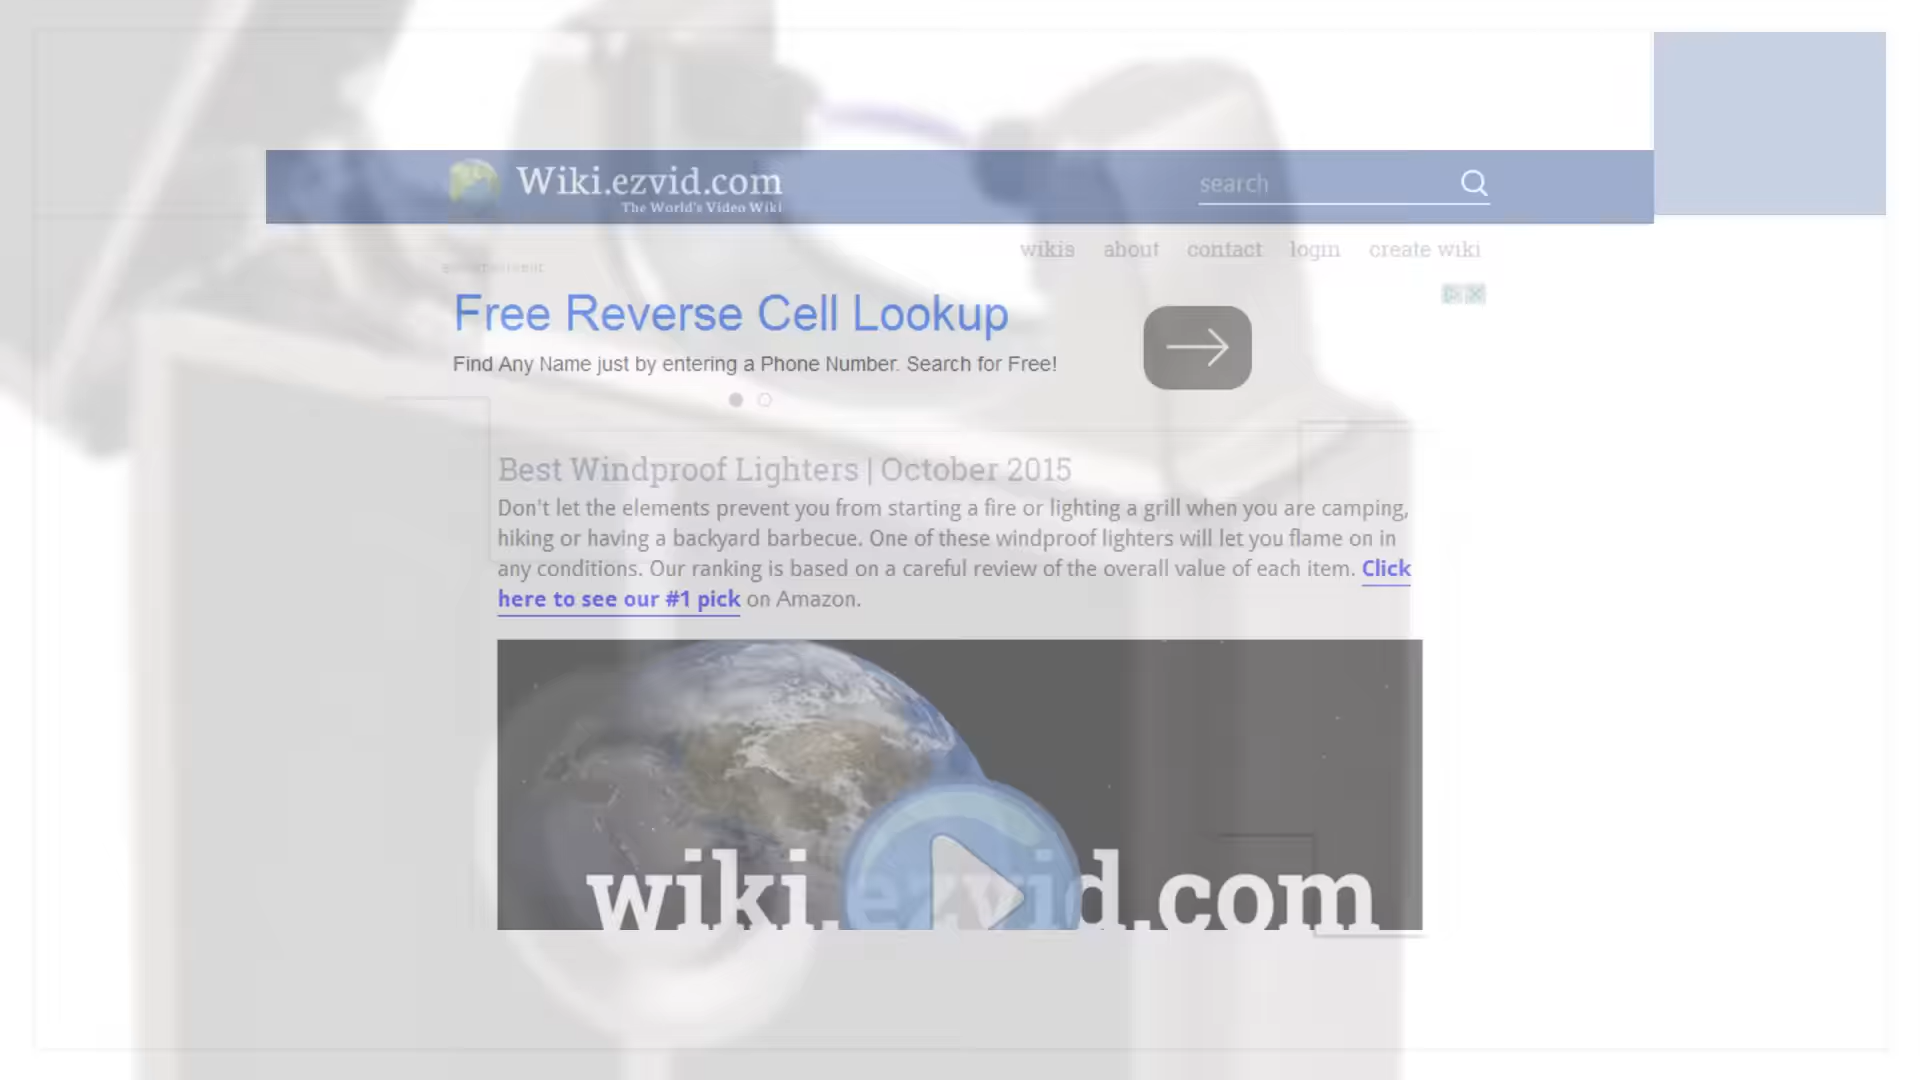 Wiki.ezvid.com
The World's Video Wiki
search
wikis about contact login create wiki
advertisement
Free Reverse Cell Lookup
Find Any Name just by entering a Phone Number. Search for Free!
Best Windproof Lighters | October 2015
Don't let the elements prevent you from starting a fire or lighting a grill when you are camping,
hiking or having a backyard barbecue. One of these windproof lighters will let you flame on in
any conditions. Our ranking is based on a careful review of the overall value of each item. Click
here to see our #1 pick on Amazon.
wiki.ezvid.com